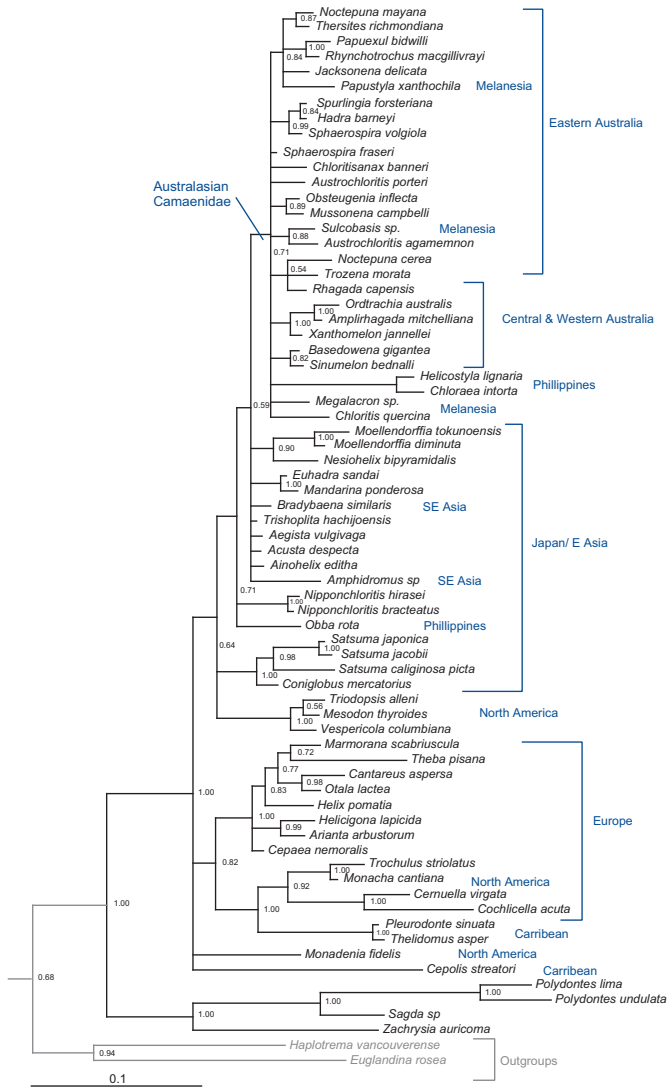 Noctepuna mayana
0.87
Thersites richmondiana
Papuexul bidwilli
1.00
0.84
Rhynchotrochus macgillivrayi
Jacksonena delicata
Papustyla xanthochila Melanesia
Spurlingia forsteriana
0.84
Hadra barneyi
0.99
Sphaerospira volgiola
Eastern Australia
Sphaerospira fraseri
Chloritisanax banneri
Austrochloritis porteri
Australasian
Camaenidae
Obsteugenia inflecta
0.89
Mussonena campbelli
Sulcobasis sp. Melanesia
0.88
Austrochloritis agamemnon
0.71
Noctepuna cerea
0.54
Trozena morata
Rhagada capensis
Ordtrachia australis
1.00
Amplirhagada mitchelliana
1.00
Xanthomelon jannellei
Central & Western Australia
Basedowena gigantea
0.82
Sinumelon bednalli
Helicostyla lignaria
Phillippines
Chloraea intorta
0.59
Megalacron sp.
Melanesia
Chloritis quercina
Moellendorffia tokunoensis
1.00
Moellendorffia diminuta
0.90
Nesiohelix bipyramidalis
Euhadra sandai
1.00
Mandarina ponderosa
Bradybaena similaris SE Asia
Trishoplita hachijoensis
Aegista vulgivaga
Acusta despecta
Japan/ E Asia
Ainohelix editha
Amphidromus sp SE Asia
0.71
Nipponchloritis hirasei
1.00
Nipponchloritis bracteatus
Obba rota Phillippines
0.64
Satsuma japonica
1.00
Satsuma jacobii
0.98
Satsuma caliginosa picta
1.00
Coniglobus mercatorius
Triodopsis alleni
0.56
Mesodon thyroides North America
1.00
Vespericola columbiana
Marmorana scabriuscula
0.72
Theba pisana
0.77
Cantareus aspersa
0.98
Otala lactea
0.83
Helix pomatia
1.00
1.00
Helicigona lapicida
0.99
Arianta arbustorum
Cepaea nemoralis
Europe
0.82
Trochulus striolatus
1.00
Monacha cantiana North America
0.92
Cernuella virgata
1.00
Cochlicella acuta
1.00
1.00
Pleurodonte sinuata
1.00
Thelidomus asper Carribean
Monadenia fidelis North America
Cepolis streatori Carribean
0.68
Polydontes lima
1.00
Polydontes undulata
1.00
Sagda sp
1.00
Zachrysia auricoma
Haplotrema vancouverense
0.94
Euglandina rosea
Outgroups
0.1